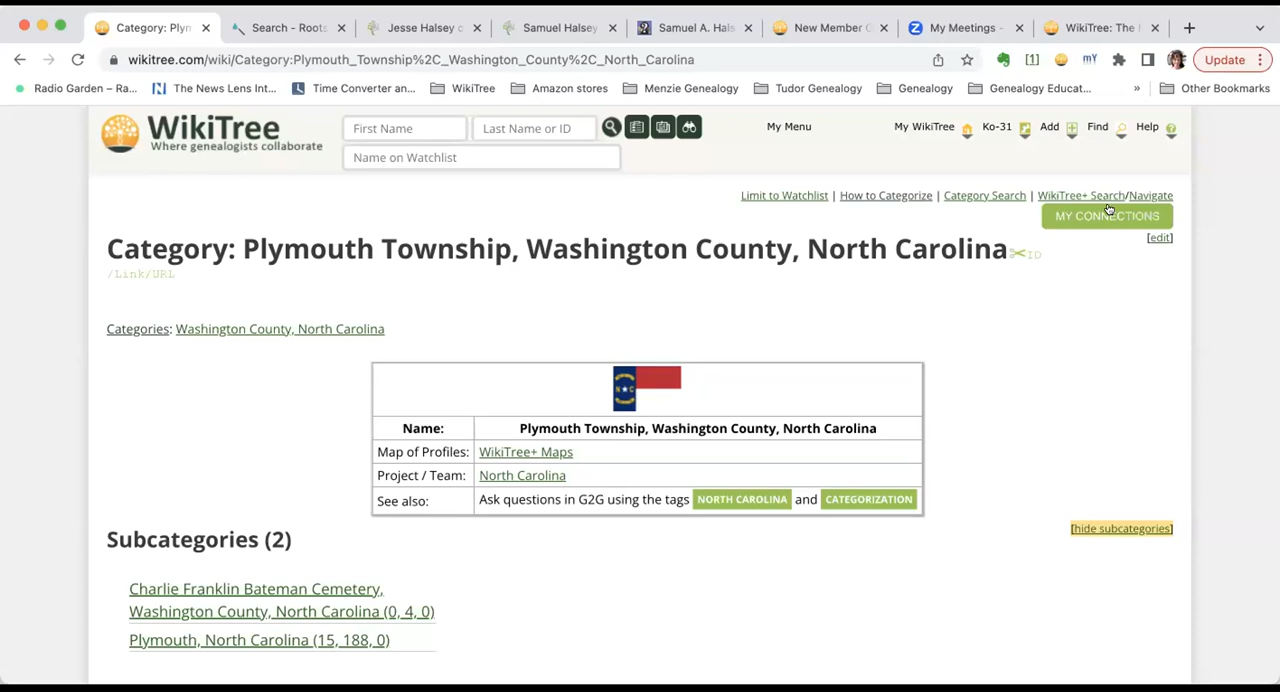 Category: Plym
Search - Roots
Jesse Halsey o
Samuel Halsey
Samuel A. Hals
New Member G
My Meetings -
WikiTree: The
Update
wikitree.com/wiki/Category:Plymouth_Township%2C_Washington_County%2C_North_Carolina
Radio Garden – Ra...
The News Lens Int...
Time Converter an...
WikiTree
Amazon stores
Menzie Genealogy
Tudor Genealogy
Genealogy
Genealogy Educat...
»
Other Bookmarks
WikiTree
Where genealogists collaborate
First Name
Last Name or ID
Name on Watchlist
My Menu
My WikiTree
Ko-31
Add
Find
Help
Limit to Watchlist | How to Categorize | Category Search | WikiTree+ Search/Navigate
MY CONNECTIONS
[edit]
Category: Plymouth Township, Washington County, North Carolina ID
/Link/URL
Categories: Washington County, North Carolina
Name: Plymouth Township, Washington County, North Carolina
Map of Profiles: WikiTree+ Maps
Project / Team: North Carolina
See also: Ask questions in G2G using the tags NORTH CAROLINA and CATEGORIZATION
Subcategories (2)
[hide subcategories]
Charlie Franklin Bateman Cemetery,
Washington County, North Carolina (0, 4, 0)
Plymouth, North Carolina (15, 188, 0)